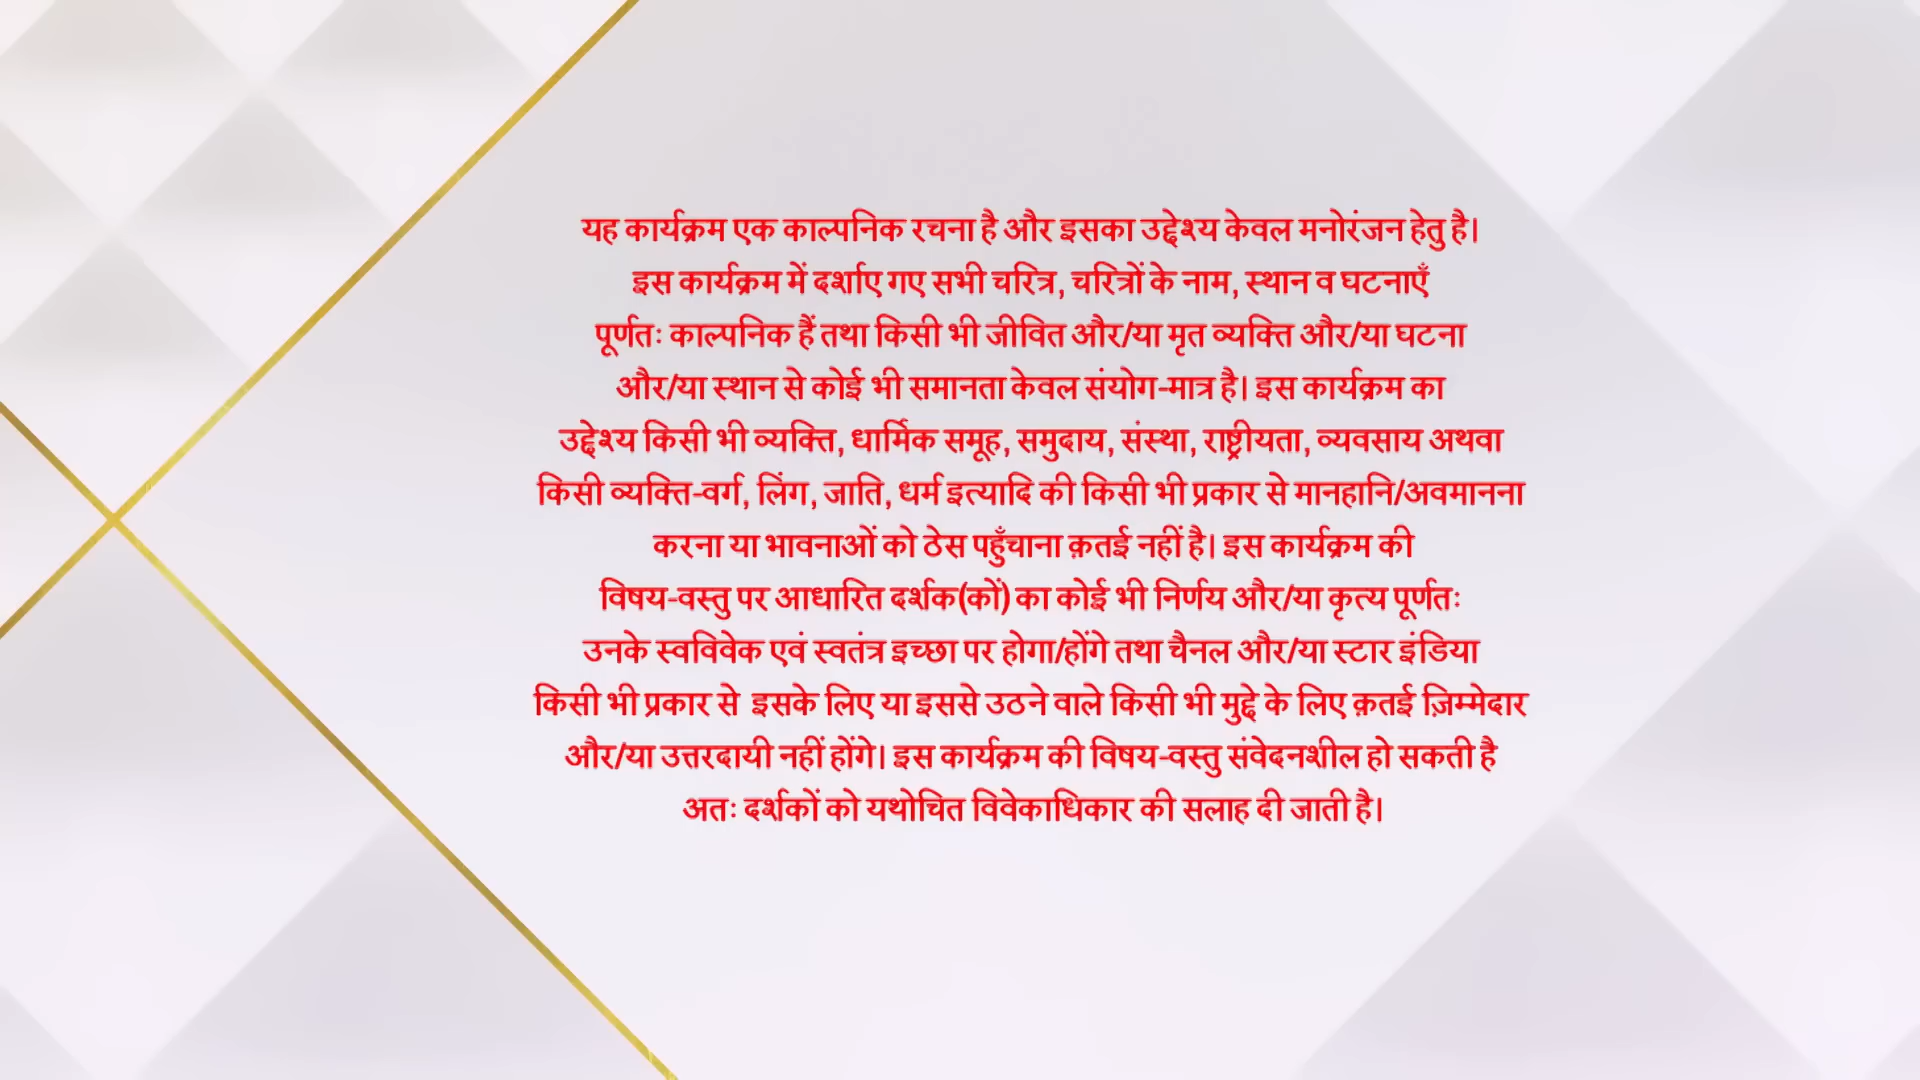 यह कार्यक्रम एक काल्पनिक रचना है और इसका उद्देश्य केवल मनोरंजन हेतु है।
इस कार्यक्रम में दर्शाए गए सभी चरित्र, चरित्रों के नाम, स्थान व घटनाएँ
पूर्णतः काल्पनिक हैं तथा किसी भी जीवित और/या मृत व्यक्ति और/या घटना
और/या स्थान से कोई भी समानता केवल संयोग-मात्र है। इस कार्यक्रम का
उद्देश्य किसी भी व्यक्ति, धार्मिक समूह, समुदाय, संस्था, राष्ट्रीयता, व्यवसाय अथवा
किसी व्यक्ति-वर्ग, लिंग, जाति, धर्म इत्यादि की किसी भी प्रकार से मानहानि/अवमानना
करना या भावनाओं को ठेस पहुँचाना क़तई नहीं है। इस कार्यक्रम की
विषय-वस्तु पर आधारित दर्शक(कों) का कोई भी निर्णय और/या कृत्य पूर्णतः
उनके स्वविवेक एवं स्वतंत्र इच्छा पर होगा/होंगे तथा चैनल और/या स्टार इंडिया
किसी भी प्रकार से इसके लिए या इससे उठने वाले किसी भी मुद्दे के लिए क़तई ज़िम्मेदार
और/या उत्तरदायी नहीं होंगे। इस कार्यक्रम की विषय-वस्तु संवेदनशील हो सकती है
अतः दर्शकों को यथोचित विवेकाधिकार की सलाह दी जाती है।